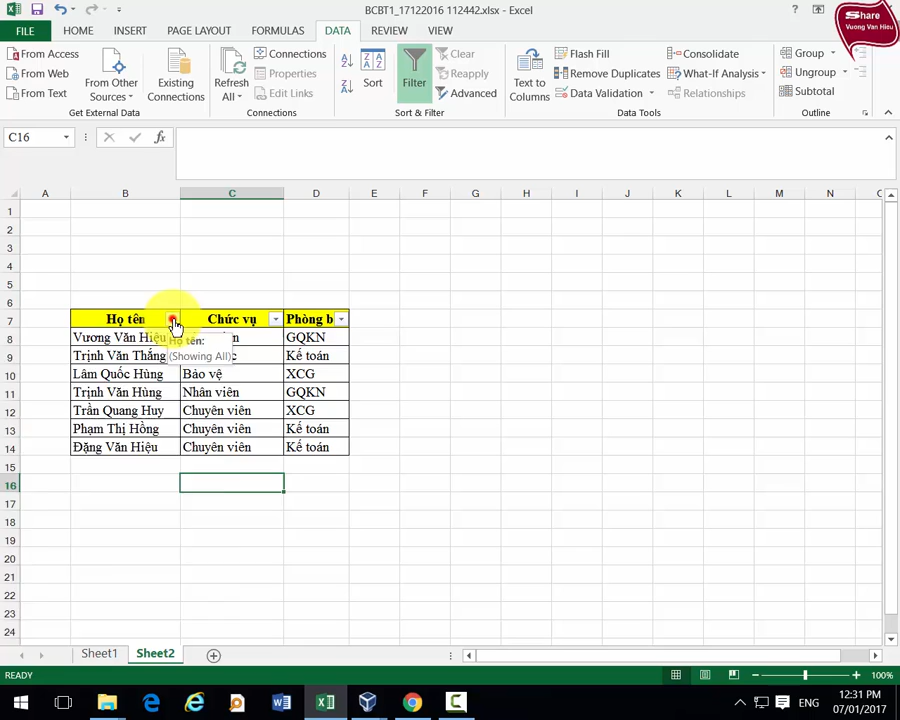 BCBT1_17122016 112442.xlsx - Excel
?
Share
Vuong Van Hieu
FILE HOME INSERT PAGE LAYOUT FORMULAS DATA REVIEW VIEW
From Access
From Web
From Text
From Other Sources
Existing Connections
Get External Data
Refresh All
Connections
Properties
Edit Links
Connections
Sort
Filter
Clear
Reapply
Advanced
Sort & Filter
Text to Columns
Flash Fill
Remove Duplicates
Data Validation
Consolidate
What-If Analysis
Relationships
Data Tools
Group
Ungroup
Subtotal
Outline
C16 fx
A B C D E F G H I J K L M N
1
2
3
4
5
6
7 Họ tên Chức vụ Phòng b
8 Vương Văn Hiệu GQKN
Họ tên:
(Showing All)
9 Trịnh Văn Thắng Kế toán
10 Lâm Quốc Hùng Bảo vệ XCG
11 Trịnh Văn Hùng Nhân viên GQKN
12 Trần Quang Huy Chuyên viên XCG
13 Phạm Thị Hồng Chuyên viên Kế toán
14 Đặng Văn Hiệu Chuyên viên Kế toán
15
16
17
18
19
20
21
22
23
24
Sheet1 Sheet2
READY 100%
ENG 12:31 PM
07/01/2017